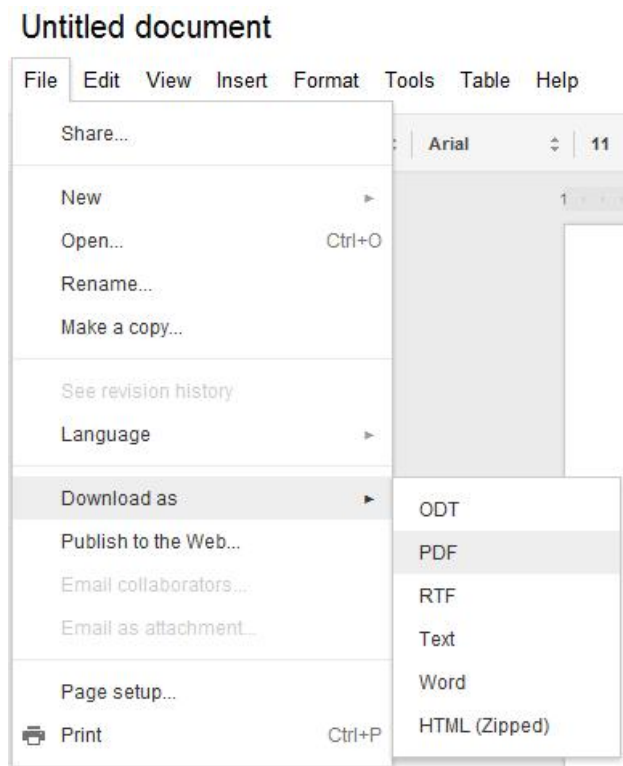 Untitled document
File Edit View Insert Format Tools Table Help
Share...
Arial 11
New
1
Open... Ctrl+O
Rename...
Make a copy...
See revision history
Language
Download as
ODT
Publish to the Web...
PDF
Email collaborators...
RTF
Email as attachment...
Text
Page setup...
Word
Print Ctrl+P
HTML (Zipped)